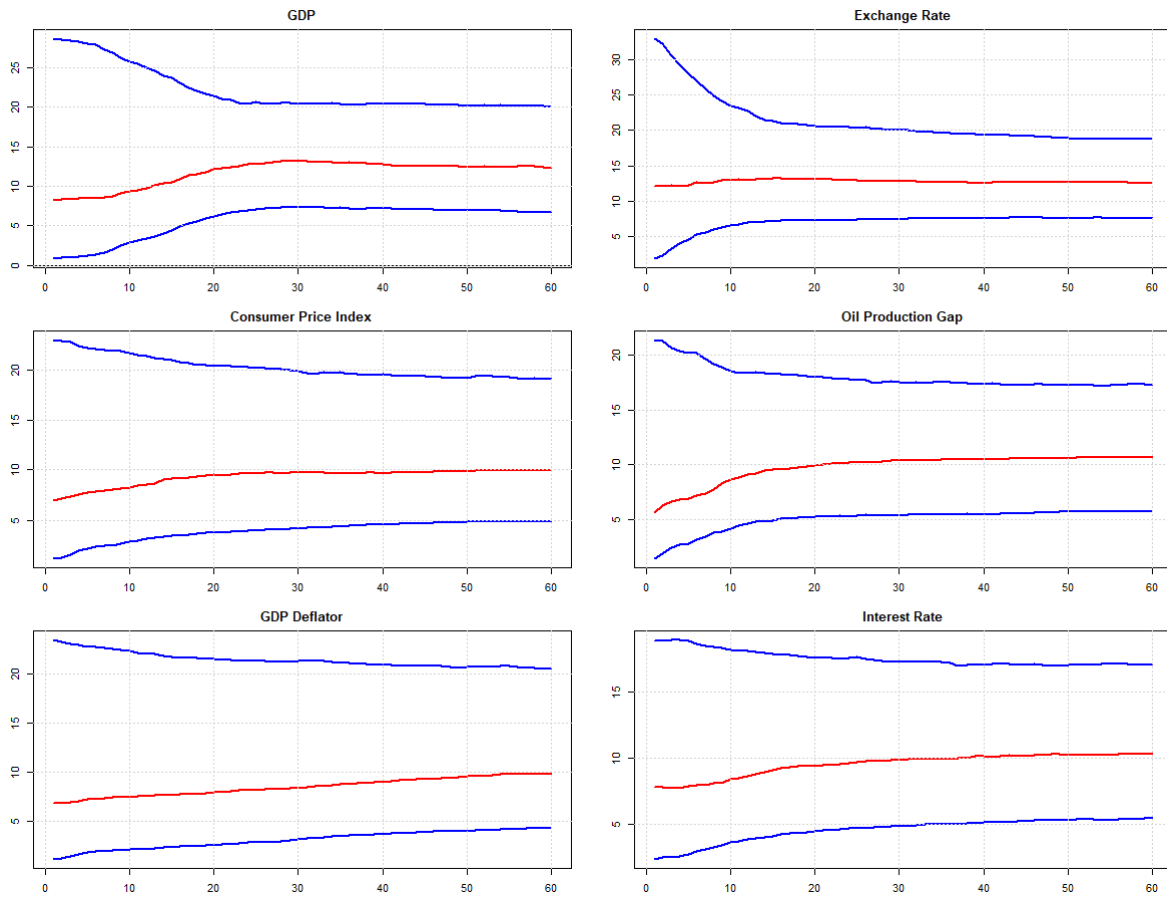 GDP
0 5 10 15 20 25
0 10 20 30 40 50 60
Exchange Rate
5 10 15 20 25 30
0 10 20 30 40 50 60
Consumer Price Index
5 10 15 20
0 10 20 30 40 50 60
Oil Production Gap
5 10 15 20
0 10 20 30 40 50 60
GDP Deflator
5 10 15 20
0 10 20 30 40 50 60
Interest Rate
5 10 15
0 10 20 30 40 50 60